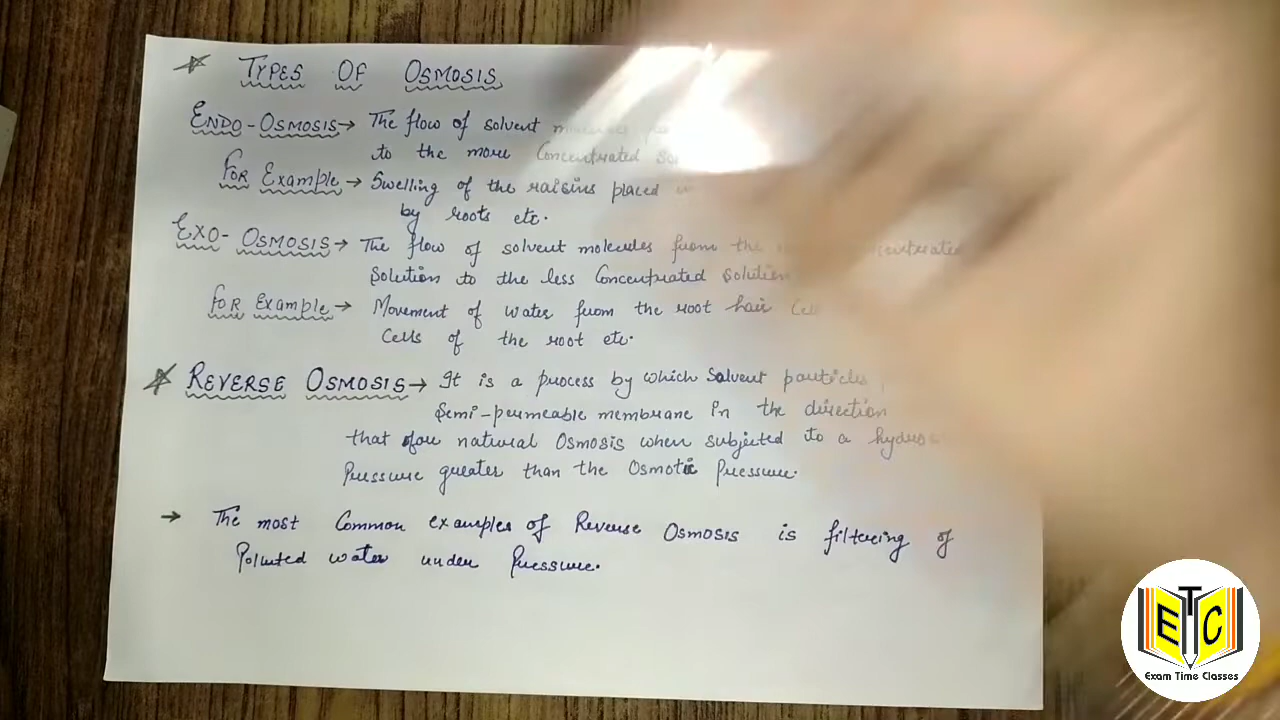 TYPES OF OSMOSIS
ENDO-OSMOSIS → The flow of solvent
to the more Concentrated
FOR Example → Swelling of the raisins placed
by roots etc.
EXO-OSMOSIS → The flow of solvent molecules from the
Solution to the less Concentrated Solution
FOR Example → Movement of water from the root hair
Cells of the root etc.
REVERSE OSMOSIS → It is a process by which Solvent particles
Semi-permeable membrane in the direction
that natural Osmosis when subjected to a
Pressure greater than the Osmotic Pressure.
→ The most Common examples of Reverse Osmosis is filtering of
Polluted water under Pressure.
ETC
Exam Time Classes